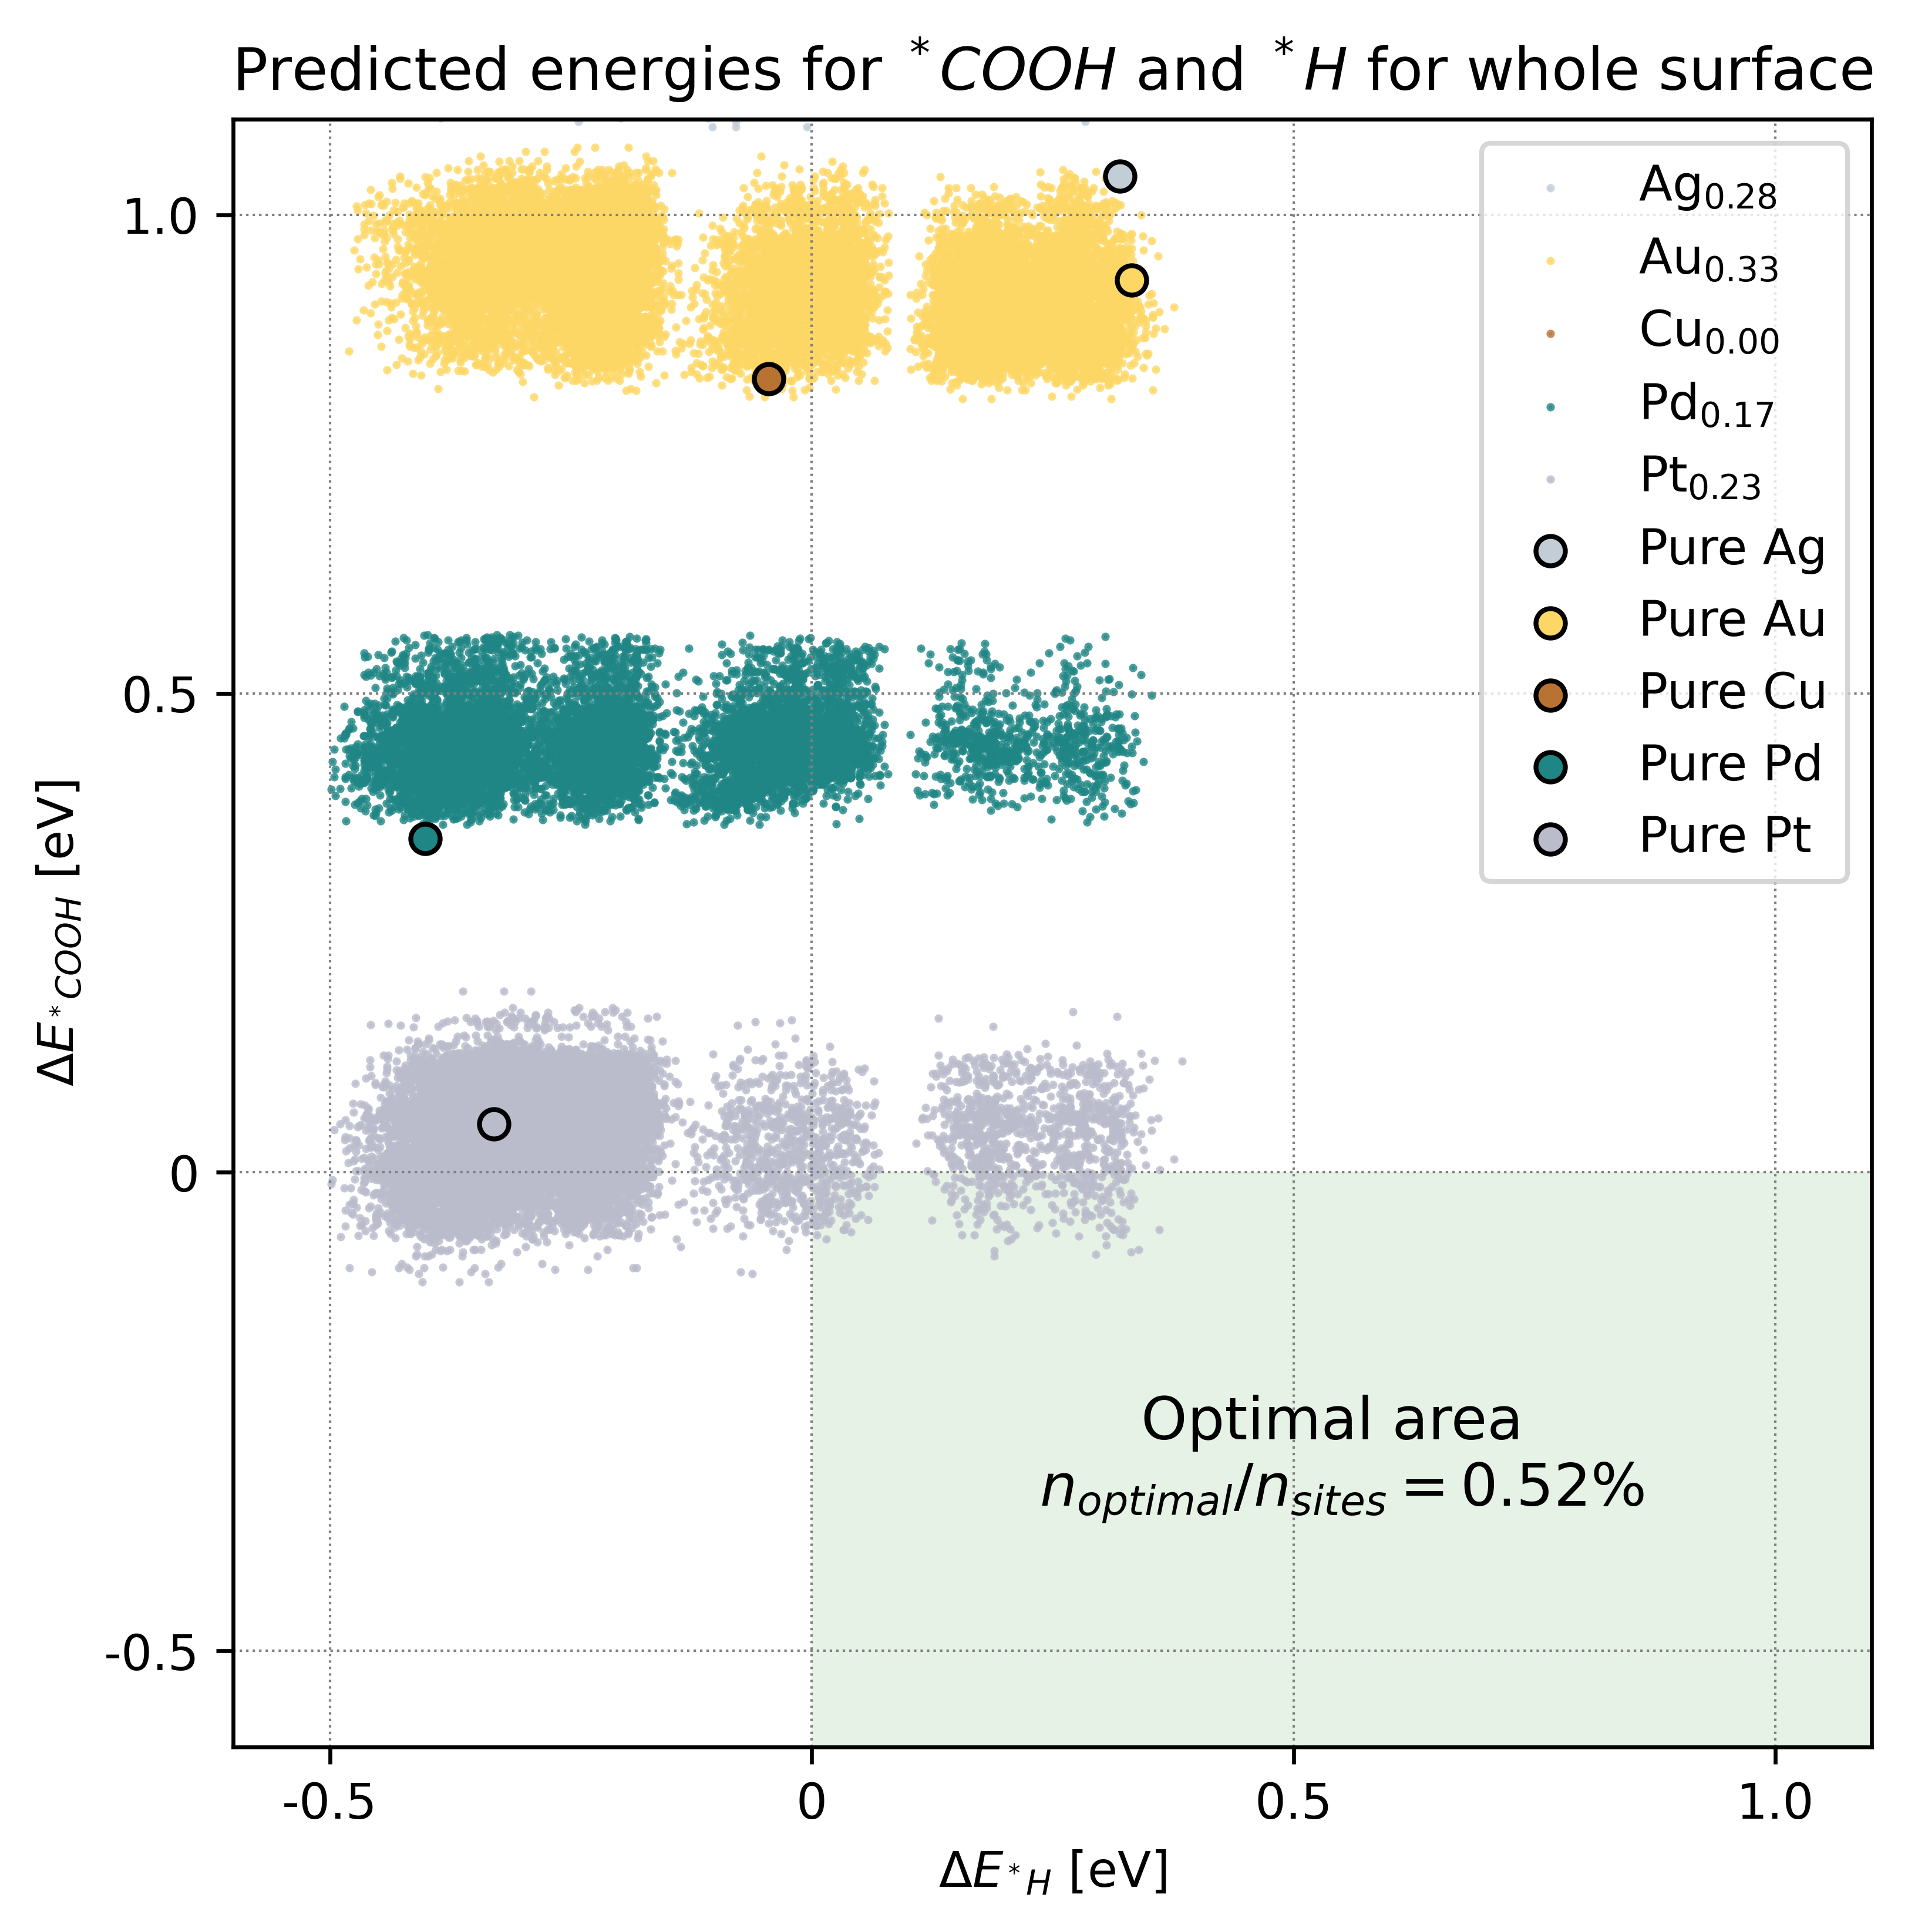 Predicted energies for *COOH and *H for whole surface
1.0
0.5
0
-0.5
ΔE*COOH [eV]
Ag0.28
Au0.33
Cu0.00
Pd0.17
Pt0.23
Pure Ag
Pure Au
Pure Cu
Pure Pd
Pure Pt
Optimal area
noptimal/nsites = 0.52%
-0.5 0 0.5 1.0
ΔE*H [eV]